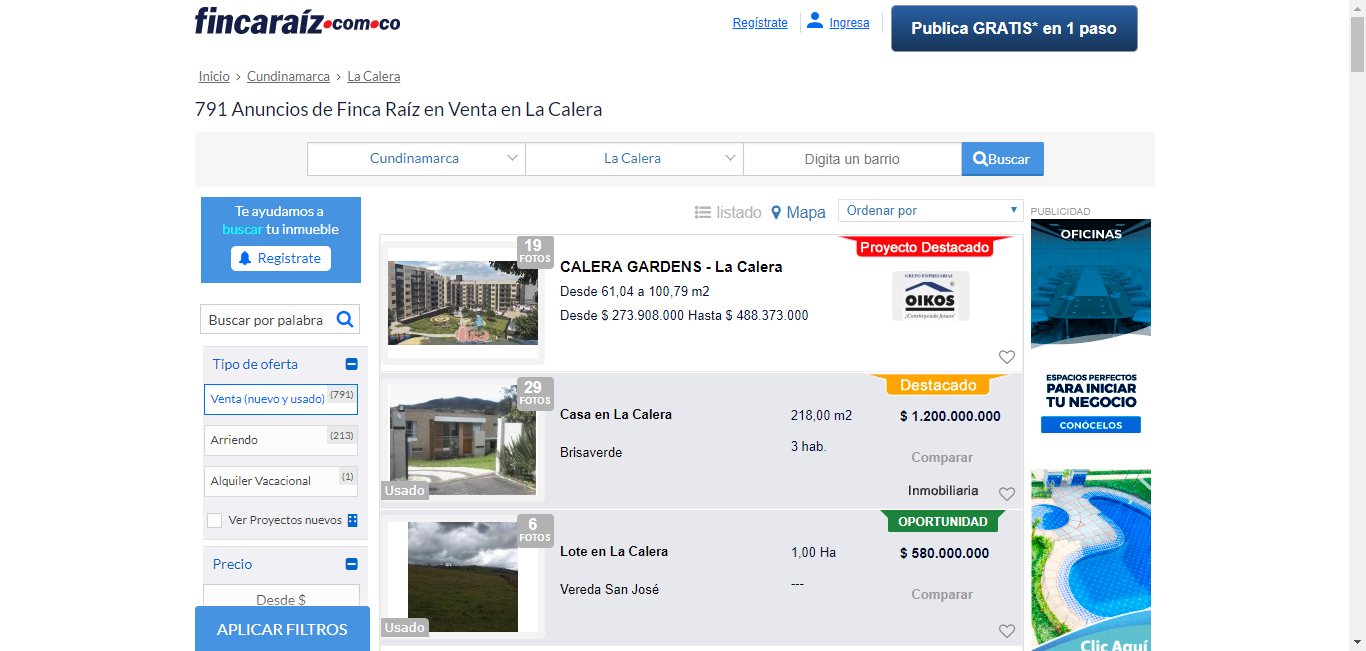 fincaraíz.com.co
Regístrate
Ingresa
Publica GRATIS* en 1 paso
Inicio › Cundinamarca › La Calera
791 Anuncios de Finca Raíz en Venta en La Calera
Cundinamarca
La Calera
Digita un barrio
Buscar
Te ayudamos a
buscar tu inmueble
Registrate
Buscar por palabra
Tipo de oferta
Venta (nuevo y usado) (791)
Arriendo (213)
Alquiler Vacacional (1)
Ver Proyectos nuevos
Precio
Desde $
APLICAR FILTROS
listado
Mapa
Ordenar por
19
FOTOS
CALERA GARDENS - La Calera
Desde 61,04 a 100,79 m2
Desde $ 273.908.000 Hasta $ 488.373.000
Proyecto Destacado
GRUPO EMPRESARIAL
OIKOS
¡Construyendo futuro!
29
FOTOS
Usado
Casa en La Calera
Brisaverde
218,00 m2
3 hab.
Destacado
$ 1.200.000.000
Comparar
Inmobiliaria
6
FOTOS
Usado
Lote en La Calera
Vereda San José
1,00 Ha
---
OPORTUNIDAD
$ 580.000.000
Comparar
PUBLICIDAD
OFICINAS
ESPACIOS PERFECTOS
PARA INICIAR
TU NEGOCIO
CONÓCELOS
Clic Aquí